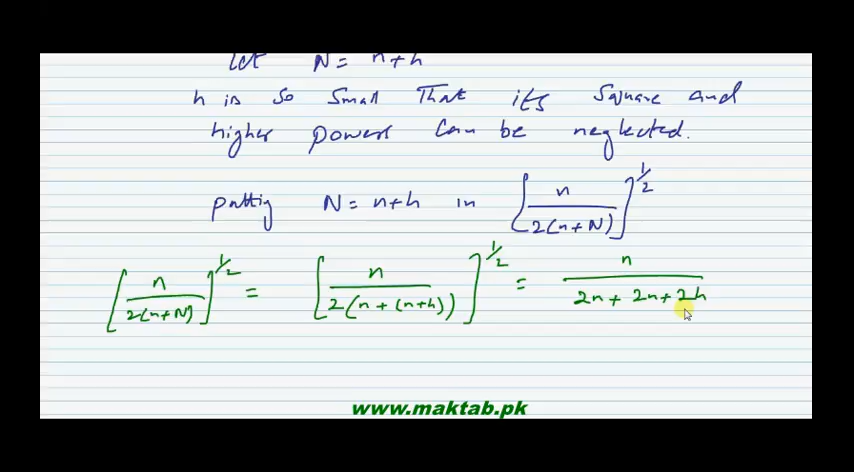 Let N = n+h
h is so small that its square and
higher powers can be neglected.
putting N = n+h in [n/2(n+N)]^1/2
[n/2(n+N)]^1/2 = [n/2(n+(n+h))]^1/2 = n/2n+2n+2h
www.maktab.pk